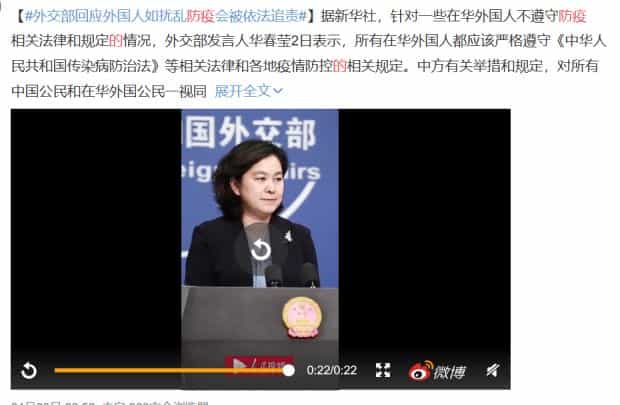 【#外交部回应外国人如扰乱防疫会被依法追责#】据新华社，针对一些在华外国人不遵守防疫
相关法律和规定的情况，外交部发言人华春莹2日表示，所有在华外国人都应该严格遵守《中华人
民共和国传染病防治法》等相关法律和各地疫情防控的相关规定。中方有关举措和规定，对所有
中国公民和在华外国公民一视同 展开全文
国外交部
eign
airs
0:22/0:22
微博